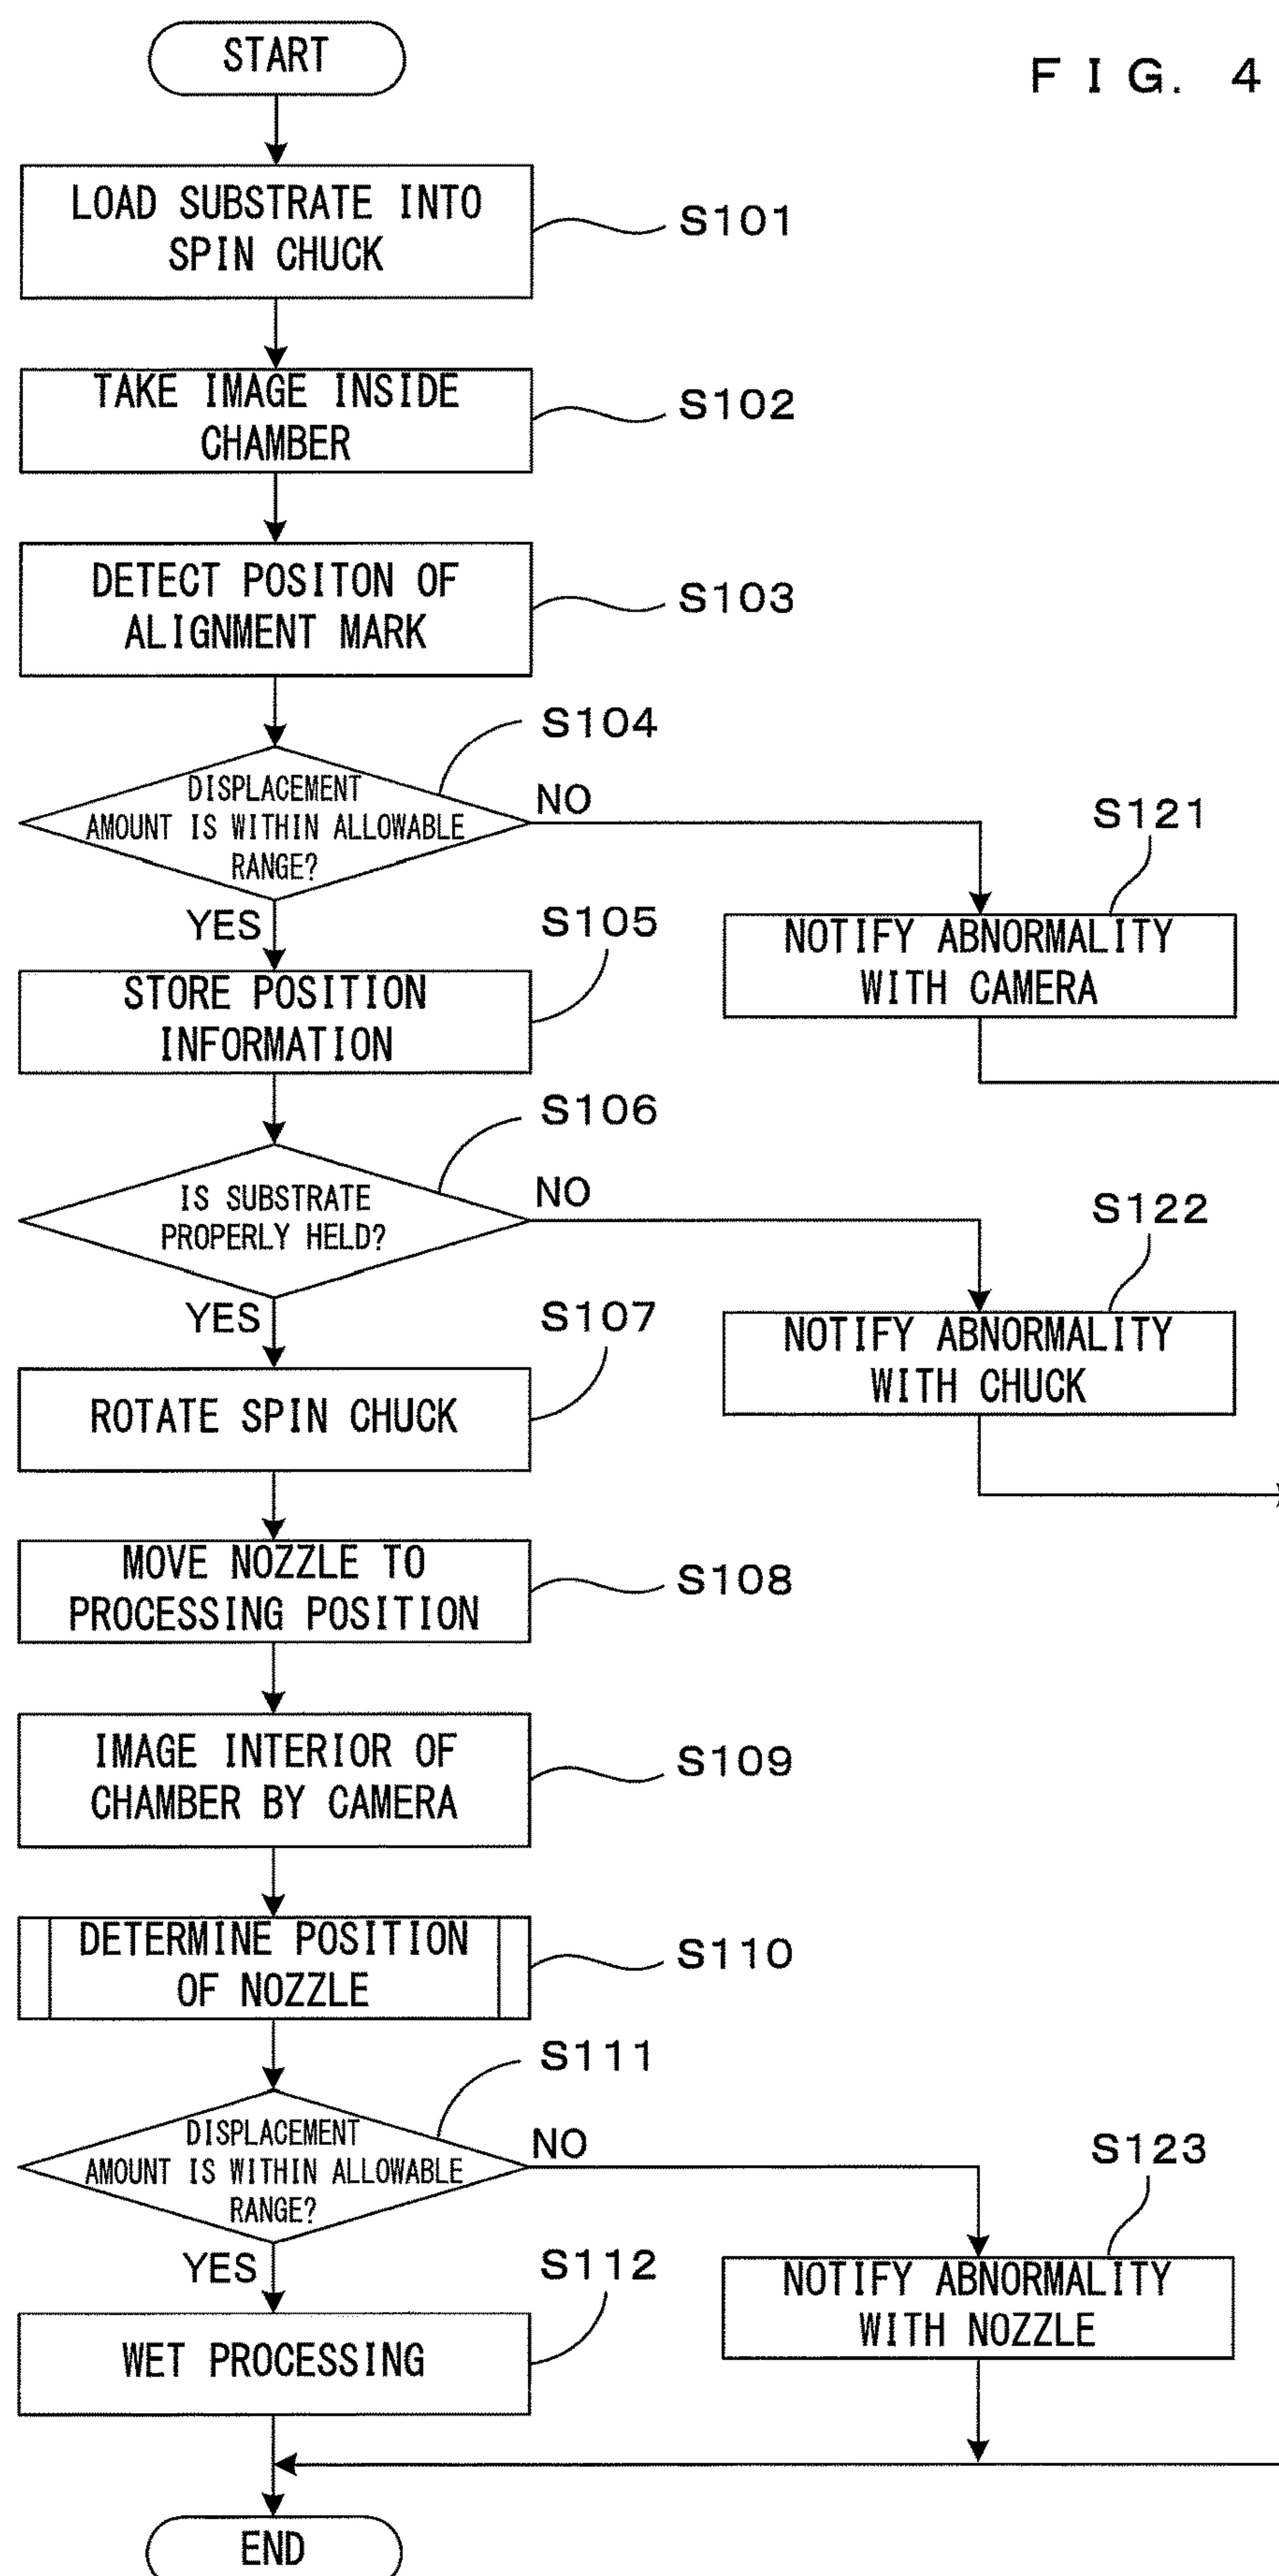 START
FIG. 4
LOAD SUBSTRATE INTO
SPIN CHUCK
S101
TAKE IMAGE INSIDE
CHAMBER
S102
DETECT POSITON OF
ALIGNMENT MARK
S103
S104
DISPLACEMENT
AMOUNT IS WITHIN ALLOWABLE
RANGE?
NO
YES
S121
NOTIFY ABNORMALITY
WITH CAMERA
S105
STORE POSITION
INFORMATION
S106
IS SUBSTRATE
PROPERLY HELD?
NO
YES
S122
NOTIFY ABNORMALITY
WITH CHUCK
S107
ROTATE SPIN CHUCK
MOVE NOZZLE TO
PROCESSING POSITION
S108
IMAGE INTERIOR OF
CHAMBER BY CAMERA
S109
DETERMINE POSITION
OF NOZZLE
S110
S111
DISPLACEMENT
AMOUNT IS WITHIN ALLOWABLE
RANGE?
NO
YES
S123
NOTIFY ABNORMALITY
WITH NOZZLE
S112
WET PROCESSING
END